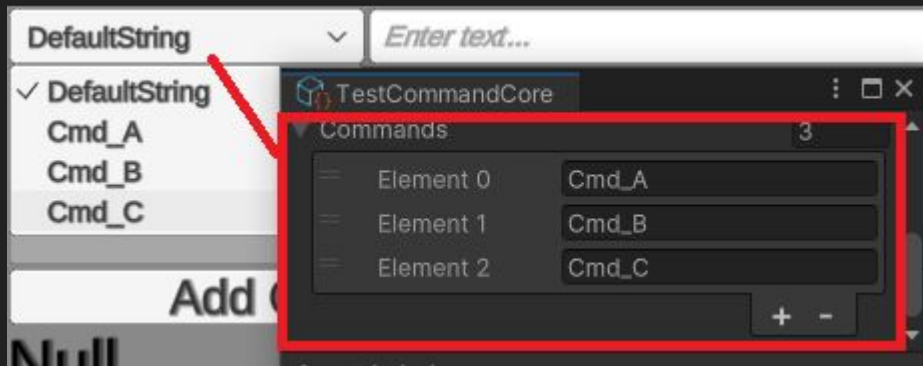 DefaultString
Enter text...
DefaultString
Cmd_A
Cmd_B
Cmd_C
Add
Null
TestCommandCore
Commands 3
Element 0 Cmd_A
Element 1 Cmd_B
Element 2 Cmd_C
+ -